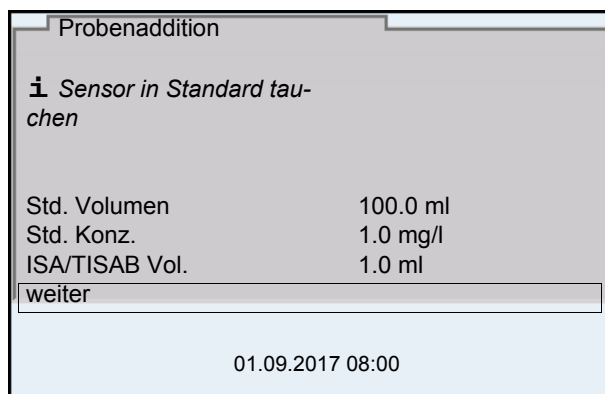 Probenaddition
i Sensor in Standard tau-
chen
Std. Volumen 100.0 ml
Std. Konz. 1.0 mg/l
ISA/TISAB Vol. 1.0 ml
weiter
01.09.2017 08:00